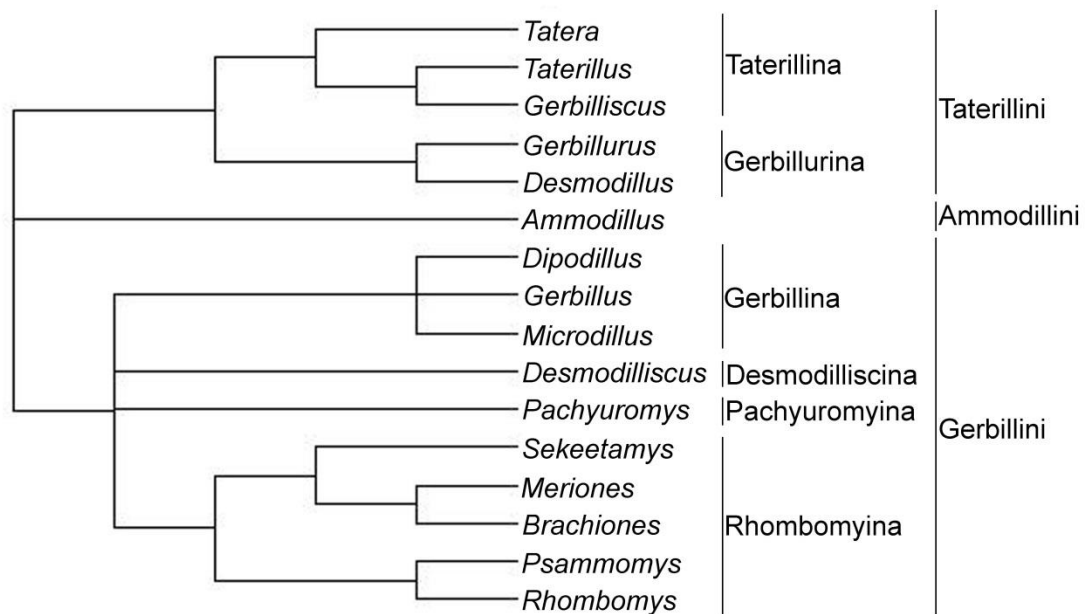 Tatera
Taterillus
Gerbilliscus
Taterillina
Gerbillurus
Desmodillus
Gerbillurina
Taterillini
Ammodillus
Ammodillini
Dipodillus
Gerbillus
Microdillus
Gerbillina
Desmodilliscus
Desmodilliscina
Pachyuromys
Pachyuromyina
Sekeetamys
Meriones
Brachiones
Psammomys
Rhombomys
Rhombomyina
Gerbillini